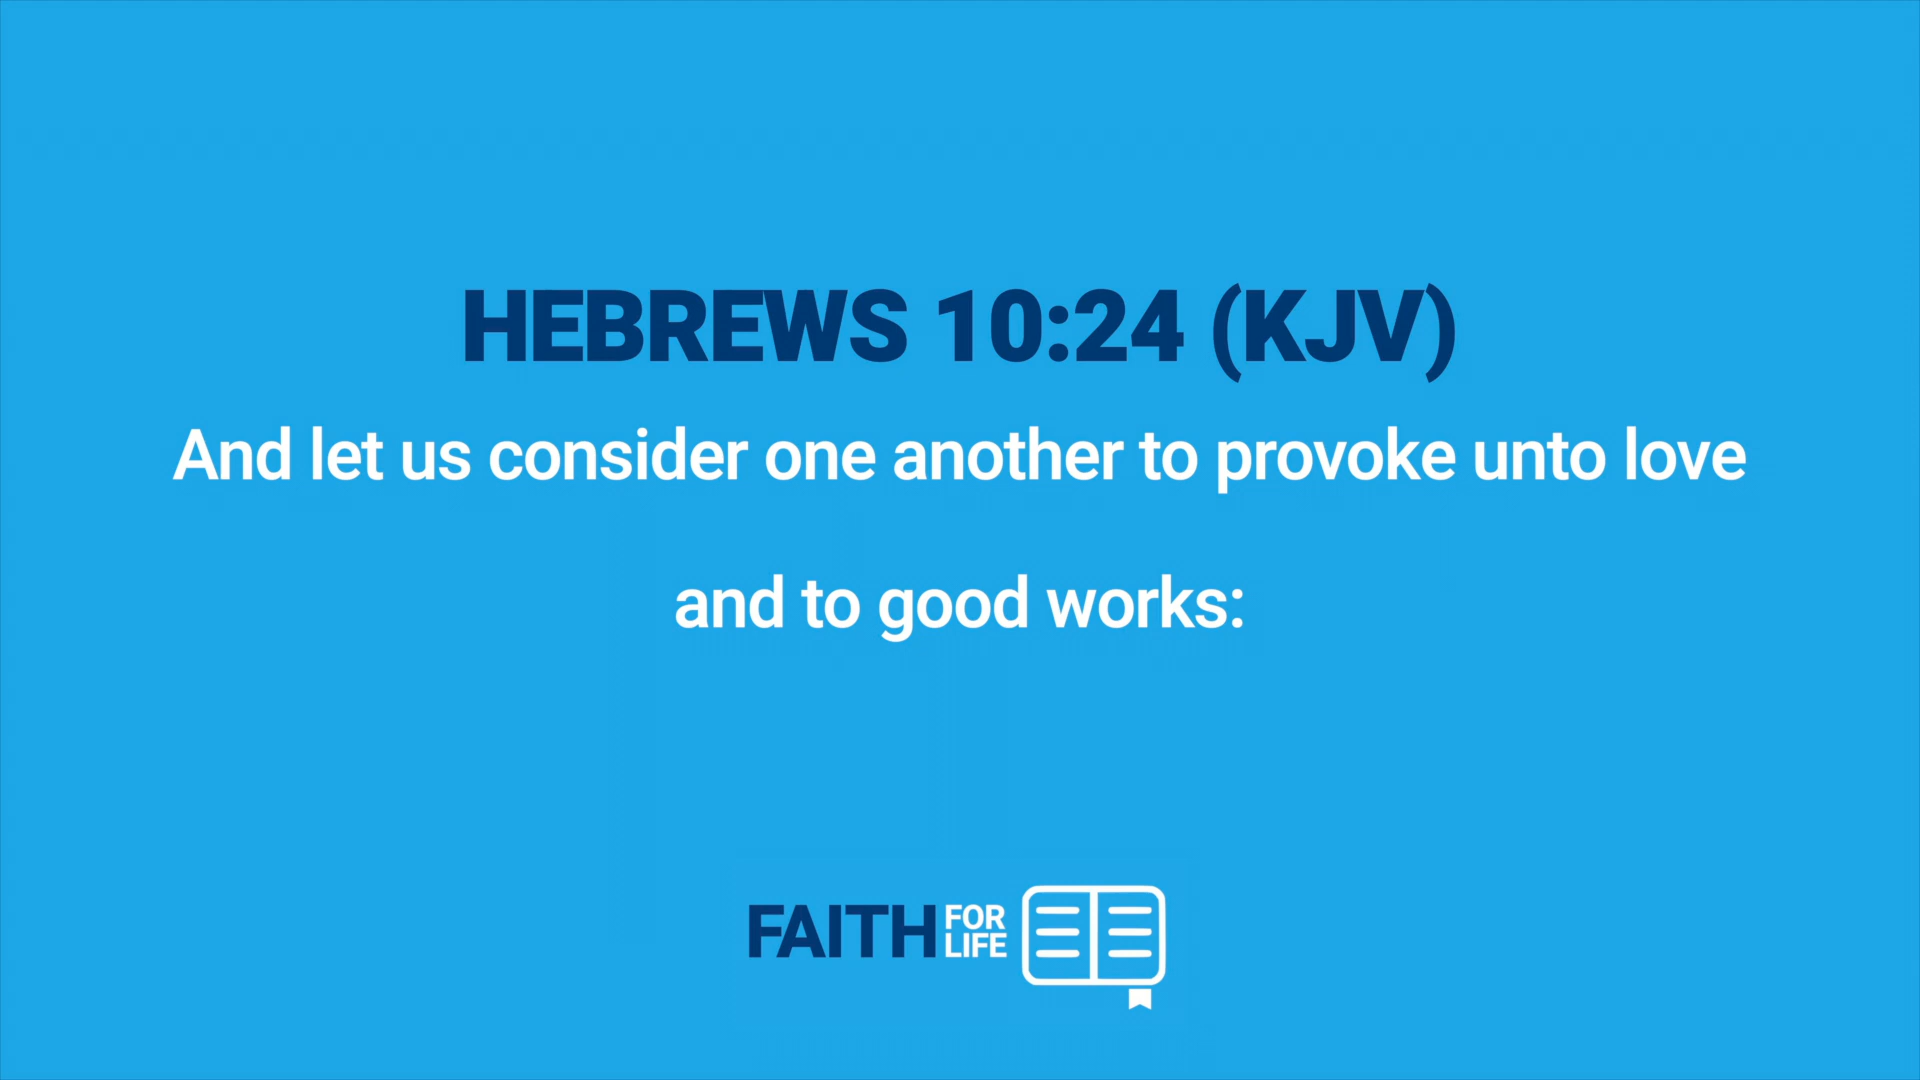 HEBREWS 10:24 (KJV)
And let us consider one another to provoke unto love
and to good works:
FAITH FOR LIFE